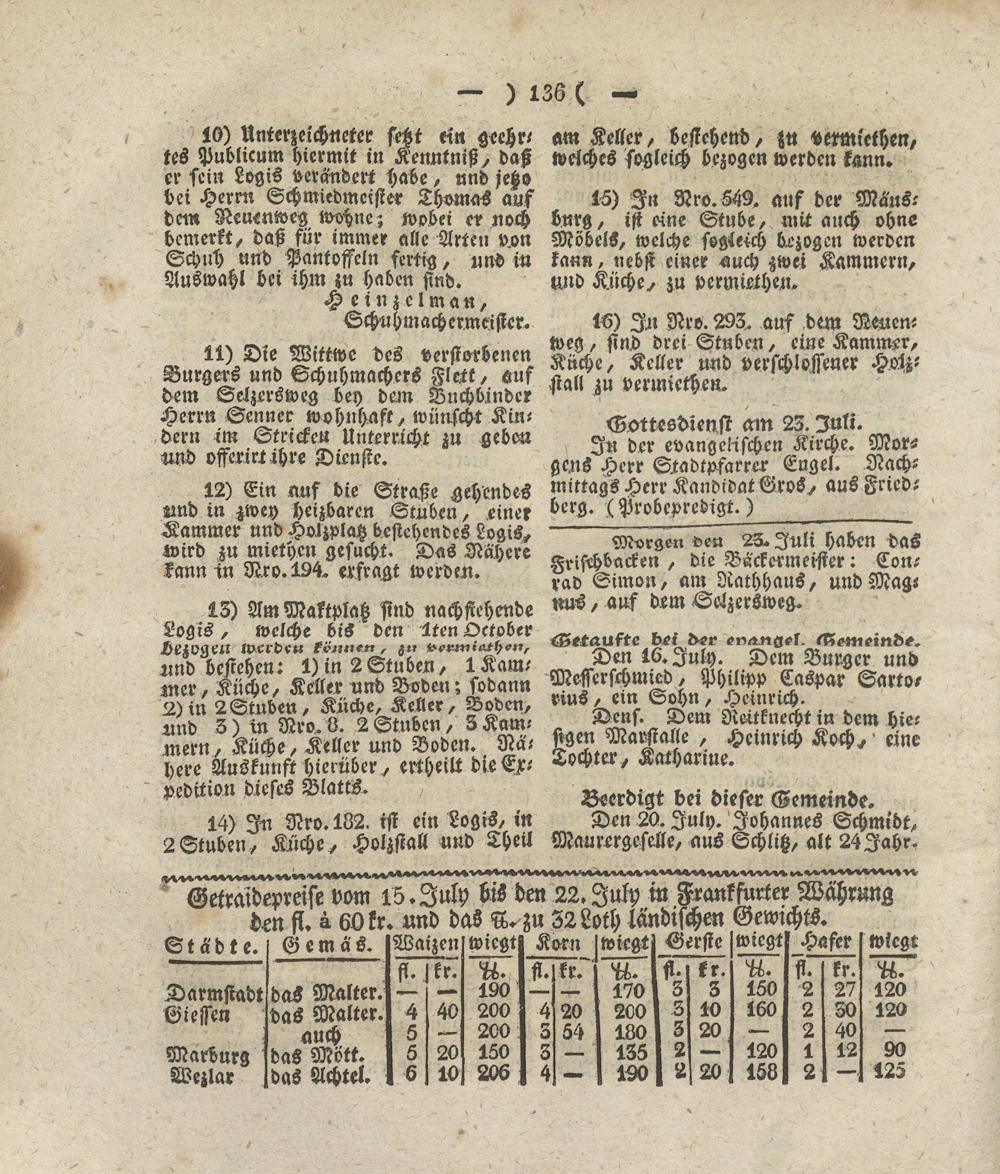 — ) 136 ( —
10) Unterzeichneter setzt ein geehr-
tes Publicum hiermit in Kenntniß, daß
er sein Logis verändert habe, und jetzo
bei Herrn Schmiedmeister Thomas auf
dem Neuenweg wohne; wobei er noch
bemerkt, daß für immer alle Arten von
Schuh und Pantoffeln fertig, und in
Auswahl bei ihm zu haben sind.
Heinzelman,
Schuhmachermeister.
11) Die Wittwe des verstorbenen
Burgers und Schuhmachers Flett, auf
dem Selzersweg bey dem Buchbinder
Herrn Senner wohnhaft, wünscht Kin-
dern im Stricken Unterricht zu geben
und offerirt ihre Dienste.
12) Ein auf die Straße gehendes
und in zwey heizbaren Stuben, einer
Kammer und Holzplatz bestehendes Logis,
wird zu miethen gesucht. Das Nähere
kann in Nro. 194. erfragt werden.
13) Am Maktplatz sind nachstehende
Logis, welche bis den 1ten October
bezogen werden können, zu vermiethen,
und bestehen: 1) in 2 Stuben, 1 Kam-
mer, Küche, Keller und Boden; sodann
2) in 2 Stuben, Küche, Keller, Boden,
und 3) in Nro. 8. 2 Stuben, 3 Kam-
mern, Küche, Keller und Boden. Nä-
here Auskunft hierüber, ertheilt die Ex-
pedition dieses Blatts.
14) In Nro. 182. ist ein Logis, in
2 Stuben, Küche, Holzstall und Theil
am Keller, bestehend, zu vermiethen,
welches sogleich bezogen werden kann.
15) In Nro. 549. auf der Mäus-
burg, ist eine Stube, mit auch ohne
Möbels, welche sogleich bezogen werden
kann, nebst einer auch zwei Kammern,
und Küche, zu vermiethen.
16) In Nro. 293. auf dem Neuen-
weg, sind drei Stuben, eine Kammer,
Küche, Keller und verschlossener Holz-
stall zu vermiethen.
Gottesdienst am 23. Juli.
In der evangelischen Kirche. Mor-
gens Herr Stadtpfarrer Engel. Nach-
mittags Herr Kandidat Gros, aus Fried-
berg. (Probepredigt.)
Morgen den 23. Juli haben das
Frischbacken, die Bäckermeister: Con-
rad Simon, am Rathhaus, und Mag-
nus, auf dem Selzersweg.
Getaufte bei der evangel. Gemeinde.
Den 16. July. Dem Burger und
Messerschmied, Philipp Caspar Sarto-
rius, ein Sohn, Heinrich.
Dens. Dem Reitknecht in dem hie-
sigen Marstalle, Heinrich Koch, eine
Tochter, Katharine.
Beerdigt bei dieser Gemeinde.
Den 20. July. Johannes Schmidt,
Maurergeselle, aus Schlitz, alt 24 Jahr.
Getraidepreise vom 15. July bis den 22. July in Frankfurter Währung
den fl. à 60 kr. und das ℔. zu 32 Loth ländischen Gewichts.
Städte. Gemäs. Waizen wiegt Korn wiegt Gerste wiegt Hafer wiegt
fl. kr. ℔. fl. kr. ℔. fl. kr. ℔. fl. kr. ℔.
Darmstadt das Malter. — — 190 — — 170 3 3 150 2 27 120
Giessen das Malter. 4 40 200 4 20 200 3 10 160 2 30 120
auch 5 — 200 3 54 180 3 20 — 2 40 —
Marburg das Mött. 5 20 150 3 — 135 2 — 120 1 12 90
Wezlar das Achtel. 6 10 206 4 — 190 2 20 158 2 — 125